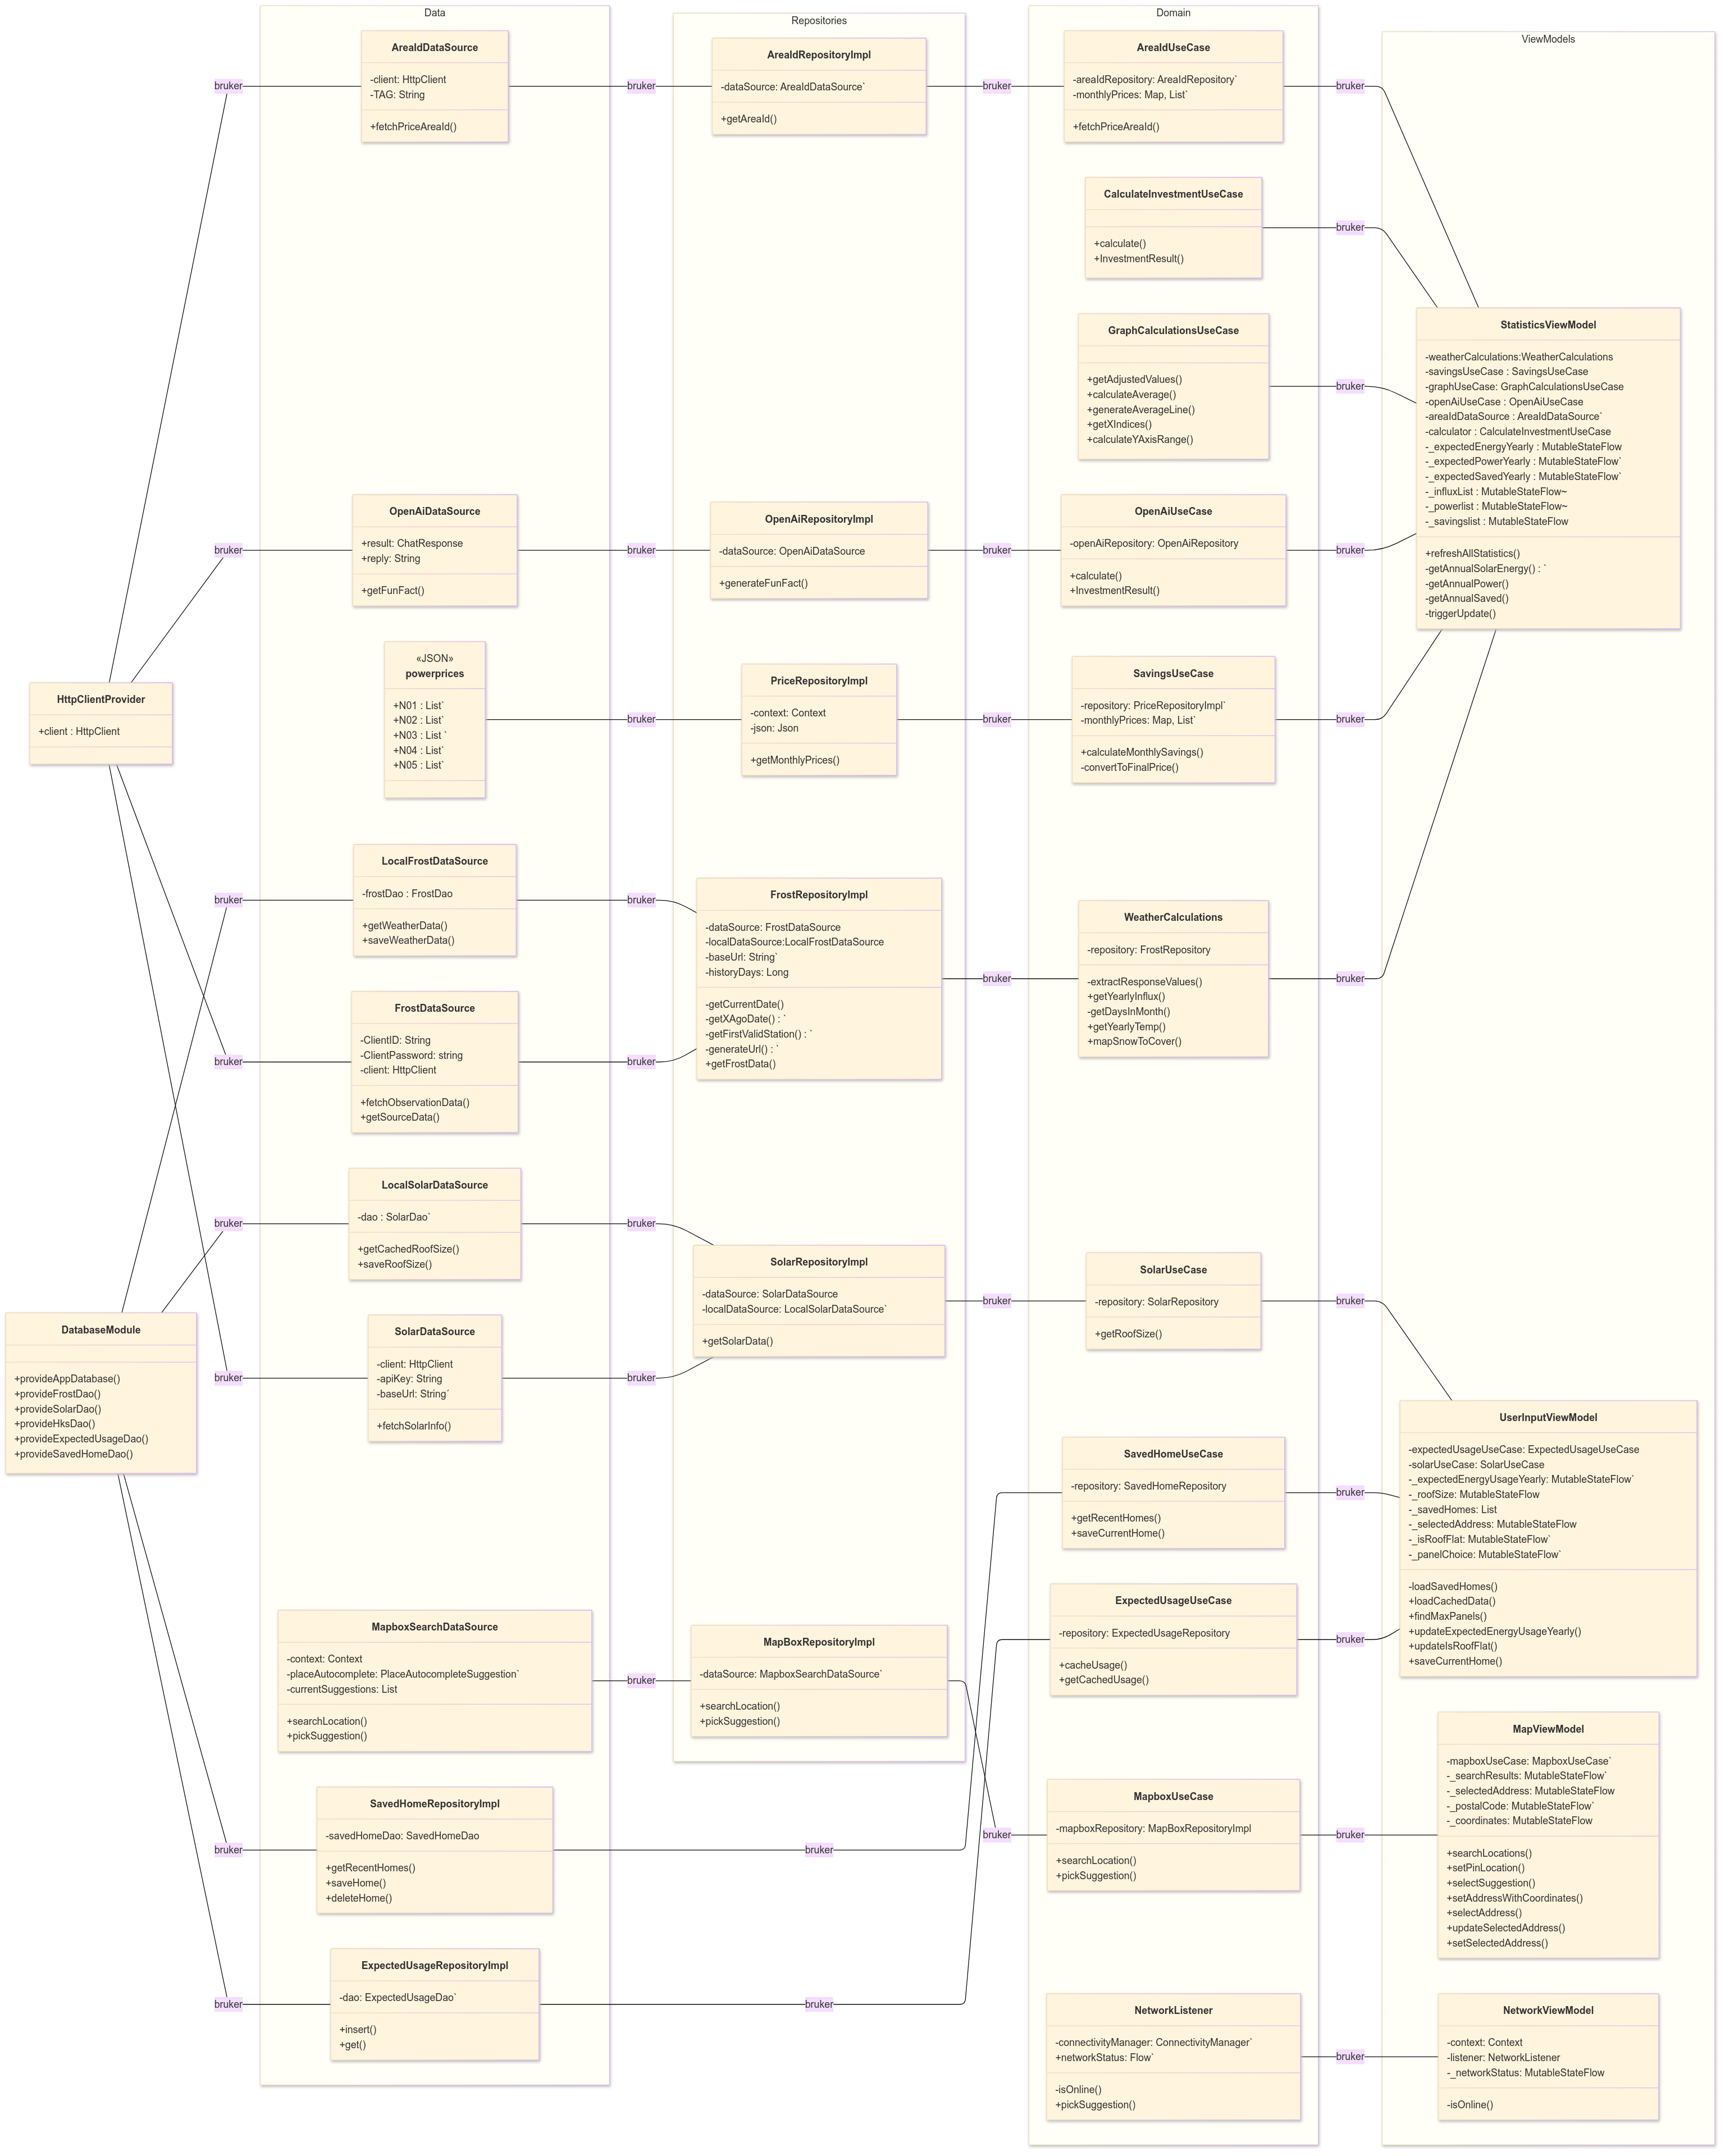 Data
Repositories
Domain
ViewModels
HttpClientProvider
+client : HttpClient
DatabaseModule
+provideAppDatabase()
+provideFrostDao()
+provideSolarDao()
+provideHksDao()
+provideExpectedUsageDao()
+provideSavedHomeDao()
bruker
bruker
bruker
bruker
bruker
bruker
bruker
bruker
bruker
AreaIdDataSource
-client: HttpClient
-TAG: String
+fetchPriceAreaId()
OpenAiDataSource
+result: ChatResponse
+reply: String
+getFunFact()
«JSON»
powerprices
+N01 : List`
+N02 : List`
+N03 : List `
+N04 : List`
+N05 : List`
LocalFrostDataSource
-frostDao : FrostDao
+getWeatherData()
+saveWeatherData()
FrostDataSource
-ClientID: String
-ClientPassword: string
-client: HttpClient
+fetchObservationData()
+getSourceData()
LocalSolarDataSource
-dao : SolarDao`
+getCachedRoofSize()
+saveRoofSize()
SolarDataSource
-client: HttpClient
-apiKey: String
-baseUrl: String´
+fetchSolarInfo()
MapboxSearchDataSource
-context: Context
-placeAutocomplete: PlaceAutocompleteSuggestion`
-currentSuggestions: List
+searchLocation()
+pickSuggestion()
SavedHomeRepositoryImpl
-savedHomeDao: SavedHomeDao
+getRecentHomes()
+saveHome()
+deleteHome()
ExpectedUsageRepositoryImpl
-dao: ExpectedUsageDao`
+insert()
+get()
bruker
bruker
bruker
bruker
bruker
bruker
bruker
bruker
bruker
bruker
AreaIdRepositoryImpl
-dataSource: AreaIdDataSource`
+getAreaId()
OpenAiRepositoryImpl
-dataSource: OpenAiDataSource
+generateFunFact()
PriceRepositoryImpl
-context: Context
-json: Json
+getMonthlyPrices()
FrostRepositoryImpl
-dataSource: FrostDataSource
-localDataSource:LocalFrostDataSource
-baseUrl: String`
-historyDays: Long
-getCurrentDate()
-getXAgoDate() : `
-getFirstValidStation() : `
-generateUrl() : `
+getFrostData()
SolarRepositoryImpl
-dataSource: SolarDataSource
-localDataSource: LocalSolarDataSource`
+getSolarData()
MapBoxRepositoryImpl
-dataSource: MapboxSearchDataSource`
+searchLocation()
+pickSuggestion()
bruker
bruker
bruker
bruker
bruker
bruker
AreaIdUseCase
-areaIdRepository: AreaIdRepository`
-monthlyPrices: Map, List`
+fetchPriceAreaId()
CalculateInvestmentUseCase
+calculate()
+InvestmentResult()
GraphCalculationsUseCase
+getAdjustedValues()
+calculateAverage()
+generateAverageLine()
+getXIndices()
+calculateYAxisRange()
OpenAiUseCase
-openAiRepository: OpenAiRepository
+calculate()
+InvestmentResult()
SavingsUseCase
-repository: PriceRepositoryImpl`
-monthlyPrices: Map, List`
+calculateMonthlySavings()
-convertToFinalPrice()
WeatherCalculations
-repository: FrostRepository
-extractResponseValues()
+getYearlyInflux()
-getDaysInMonth()
+getYearlyTemp()
+mapSnowToCover()
SolarUseCase
-repository: SolarRepository
+getRoofSize()
SavedHomeUseCase
-repository: SavedHomeRepository
+getRecentHomes()
+saveCurrentHome()
ExpectedUsageUseCase
-repository: ExpectedUsageRepository
+cacheUsage()
+getCachedUsage()
MapboxUseCase
-mapboxRepository: MapBoxRepositoryImpl
+searchLocation()
+pickSuggestion()
NetworkListener
-connectivityManager: ConnectivityManager`
+networkStatus: Flow`
-isOnline()
+pickSuggestion()
bruker
bruker
bruker
bruker
bruker
bruker
bruker
bruker
bruker
bruker
StatisticsViewModel
-weatherCalculations:WeatherCalculations
-savingsUseCase : SavingsUseCase
-graphUseCase: GraphCalculationsUseCase
-openAiUseCase : OpenAiUseCase
-areaIdDataSource : AreaIdDataSource`
-calculator : CalculateInvestmentUseCase
-_expectedEnergyYearly : MutableStateFlow
-_expectedPowerYearly : MutableStateFlow`
-_expectedSavedYearly : MutableStateFlow`
-_influxList : MutableStateFlow~
-_powerlist : MutableStateFlow~
-_savingslist : MutableStateFlow
+refreshAllStatistics()
-getAnnualSolarEnergy() : `
-getAnnualPower()
-getAnnualSaved()
-triggerUpdate()
UserInputViewModel
-expectedUsageUseCase: ExpectedUsageUseCase
-solarUseCase: SolarUseCase
-_expectedEnergyUsageYearly: MutableStateFlow`
-_roofSize: MutableStateFlow
-_savedHomes: List
-_selectedAddress: MutableStateFlow
-_isRoofFlat: MutableStateFlow`
-_panelChoice: MutableStateFlow`
-loadSavedHomes()
+loadCachedData()
+findMaxPanels()
+updateExpectedEnergyUsageYearly()
+updateIsRoofFlat()
+saveCurrentHome()
MapViewModel
-mapboxUseCase: MapboxUseCase`
-_searchResults: MutableStateFlow`
-_selectedAddress: MutableStateFlow
-_postalCode: MutableStateFlow`
-_coordinates: MutableStateFlow
+searchLocations()
+setPinLocation()
+selectSuggestion()
+setAddressWithCoordinates()
+selectAddress()
+updateSelectedAddress()
+setSelectedAddress()
NetworkViewModel
-context: Context
-listener: NetworkListener
-_networkStatus: MutableStateFlow
-isOnline()